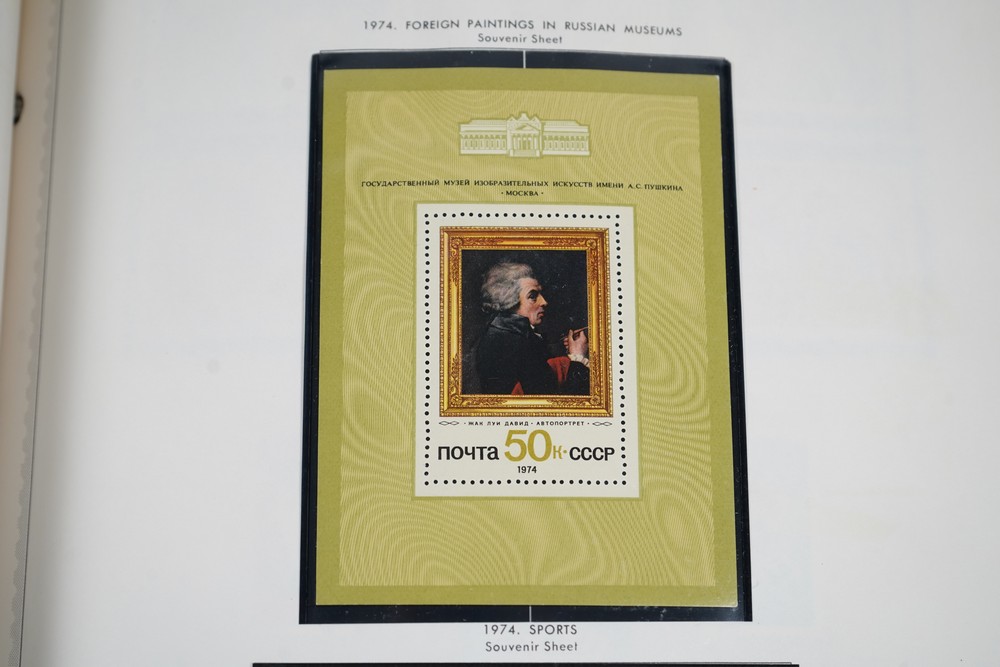 1974. FOREIGN PAINTINGS IN RUSSIAN MUSEUMS
Souvenir Sheet
ГОСУДАРСТВЕННЫЙ МУЗЕЙ ИЗОБРАЗИТЕЛЬНЫХ ИСКУССТВ ИМЕНИ А.С. ПУШКИНА
· МОСКВА ·
· ЖАК ЛУИ ДАВИД · АВТОПОРТРЕТ ·
ПОЧТА 50 К· СССР
1974
1974. SPORTS
Souvenir Sheet